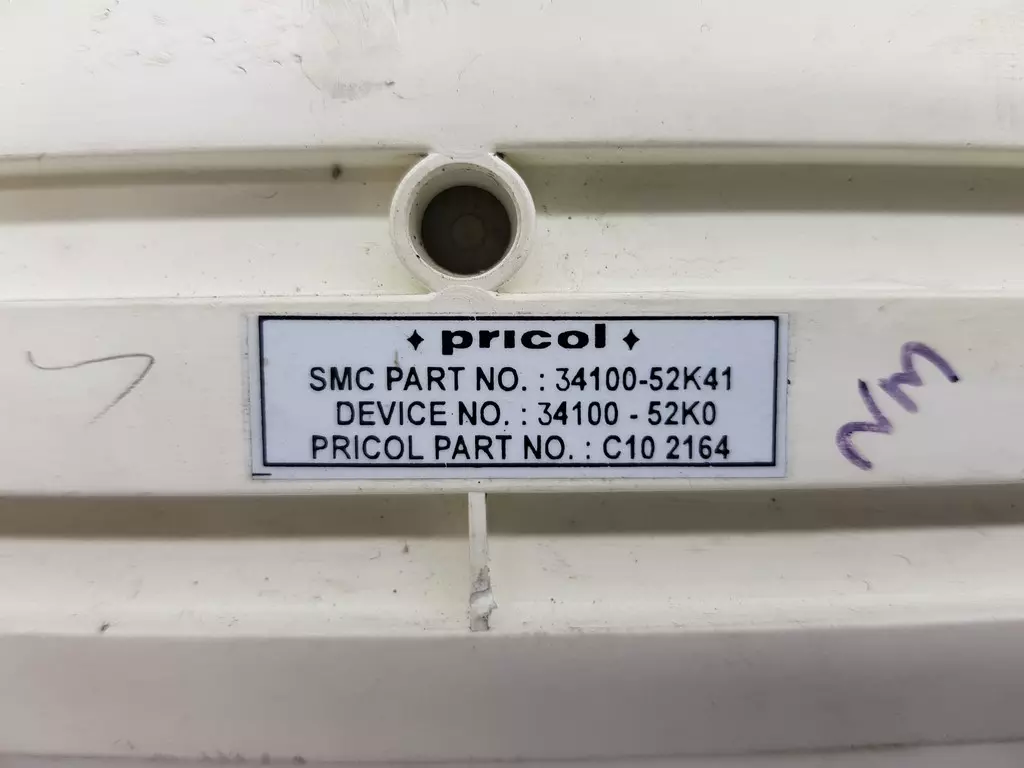 pricol
SMC PART NO. : 34100-52K41
DEVICE NO. : 34100 - 52K0
PRICOL PART NO. : C10 2164